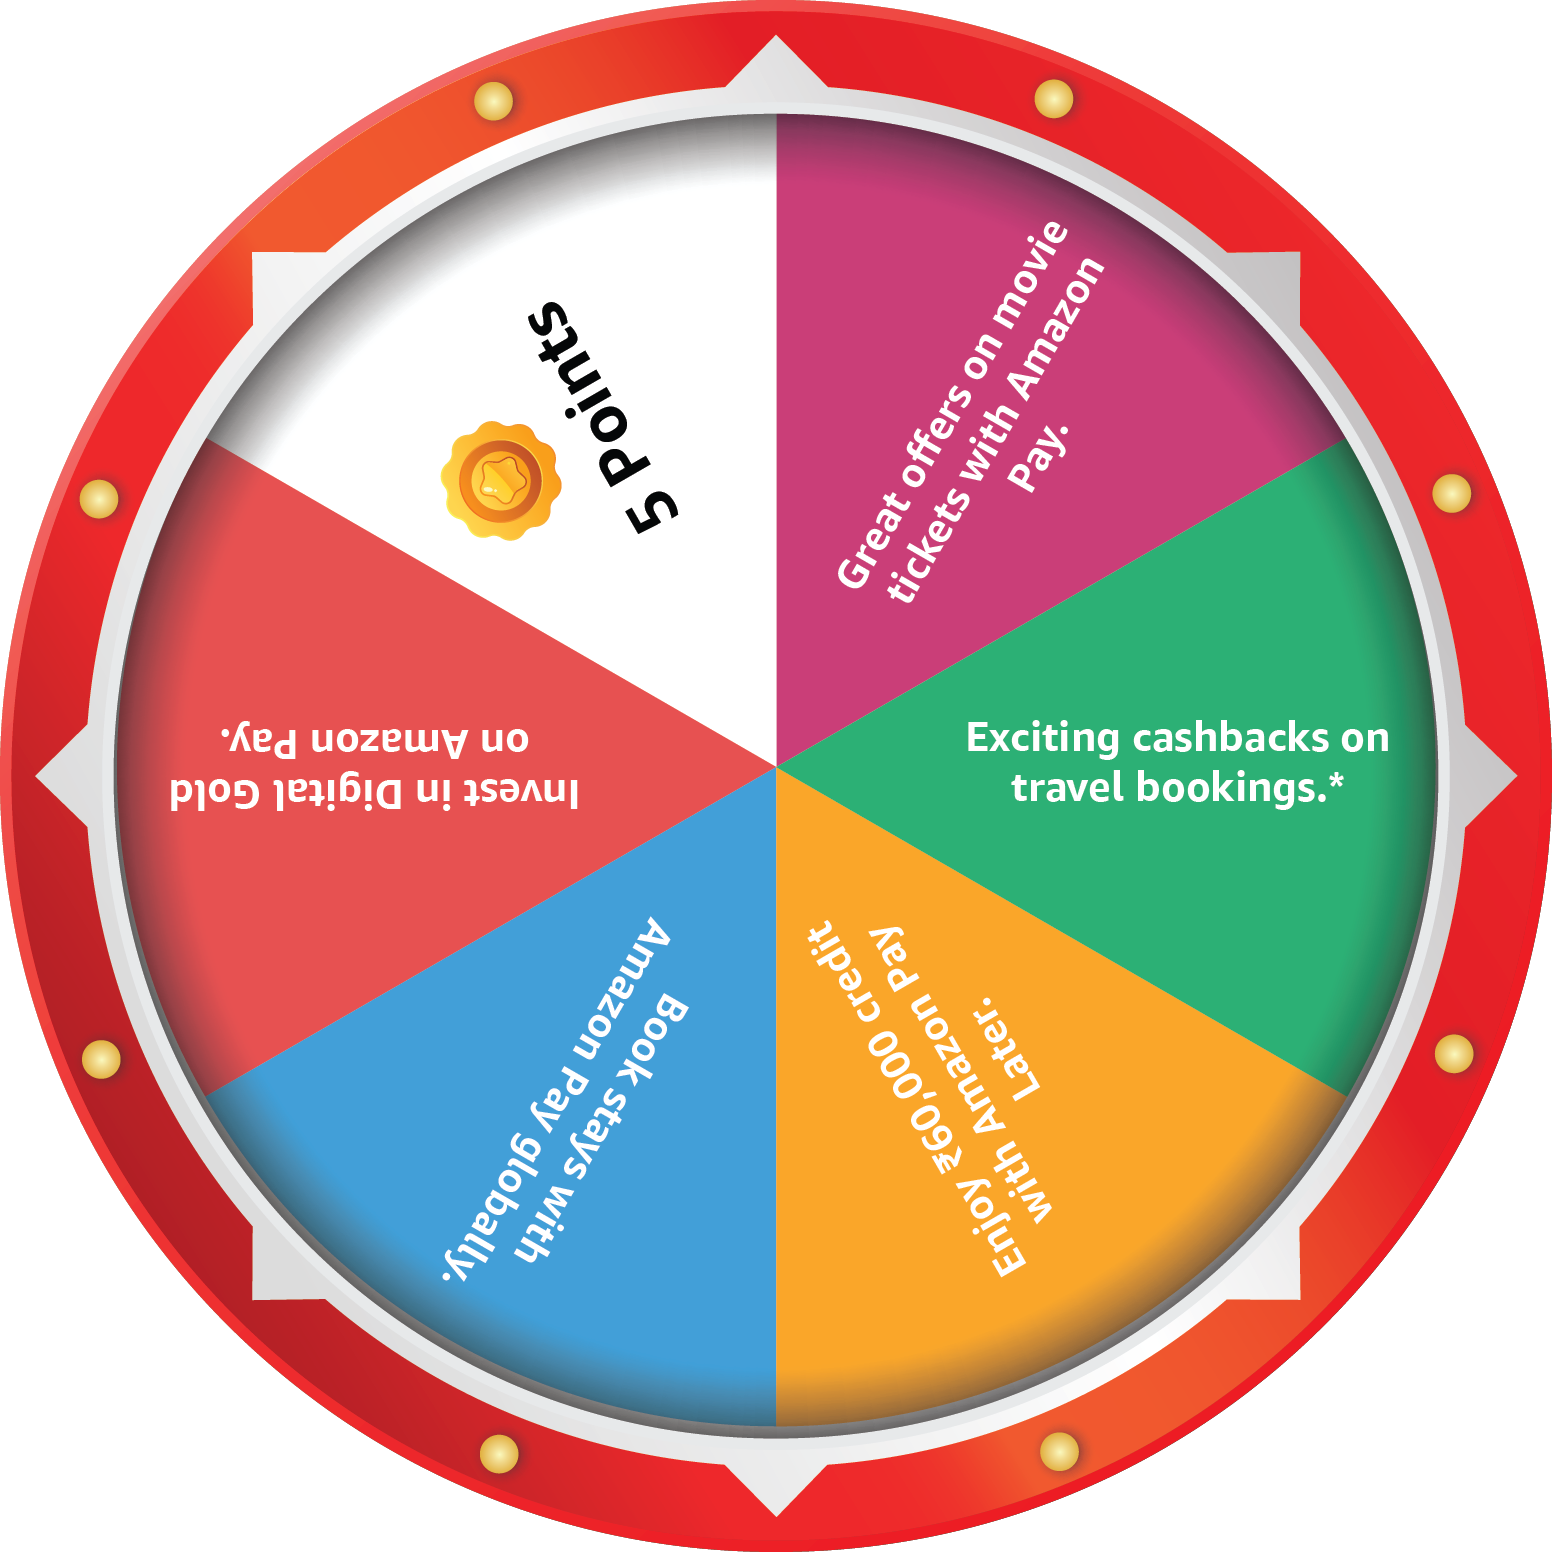 Great offers on movie
tickets with Amazon
Pay.
Exciting cashbacks on
travel bookings.*
Enjoy ₹60,000 credit
with Amazon Pay
Later.
Book stays with
Amazon Pay globally.
Invest in Digital Gold
on Amazon Pay.
5 Points